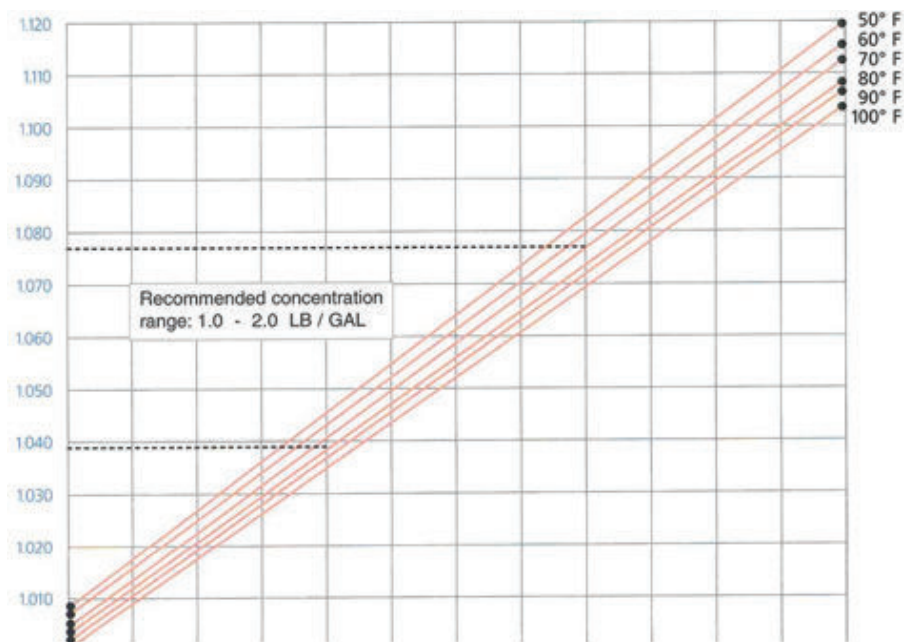 1.120
1.110
1.100
1.090
1.080
1.070
1.060
1.050
1.040
1.030
1.020
1.010
Recommended concentration
range: 1.0 - 2.0 LB / GAL
50° F
60° F
70° F
80° F
90° F
100° F